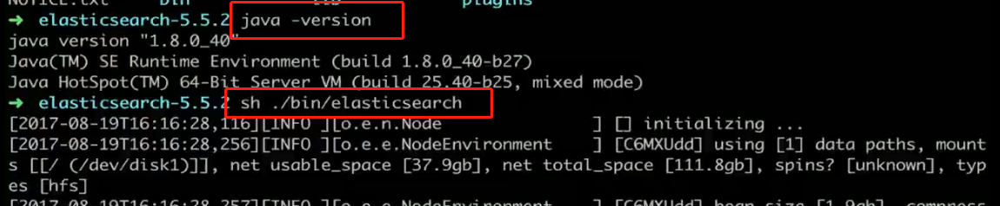 NOTICE.txt bin lib plugins
➜ elasticsearch-5.5.2 java -version
java version "1.8.0_40"
Java(TM) SE Runtime Environment (build 1.8.0_40-b27)
Java HotSpot(TM) 64-Bit Server VM (build 25.40-b25, mixed mode)
➜ elasticsearch-5.5.2 sh ./bin/elasticsearch
[2017-08-19T16:16:28,116][INFO ][o.e.n.Node ] [] initializing ...
[2017-08-19T16:16:28,256][INFO ][o.e.e.NodeEnvironment ] [C6MXUdd] using [1] data paths, mount
s [[/ (/dev/disk1)]], net usable_space [37.9gb], net total_space [111.8gb], spins? [unknown], typ
es [hfs]
[2017-08-19T16:16:28,257][INFO ][o.e.e.NodeEnvironment ] [C6MXUdd] heap size [1.9gb], compress